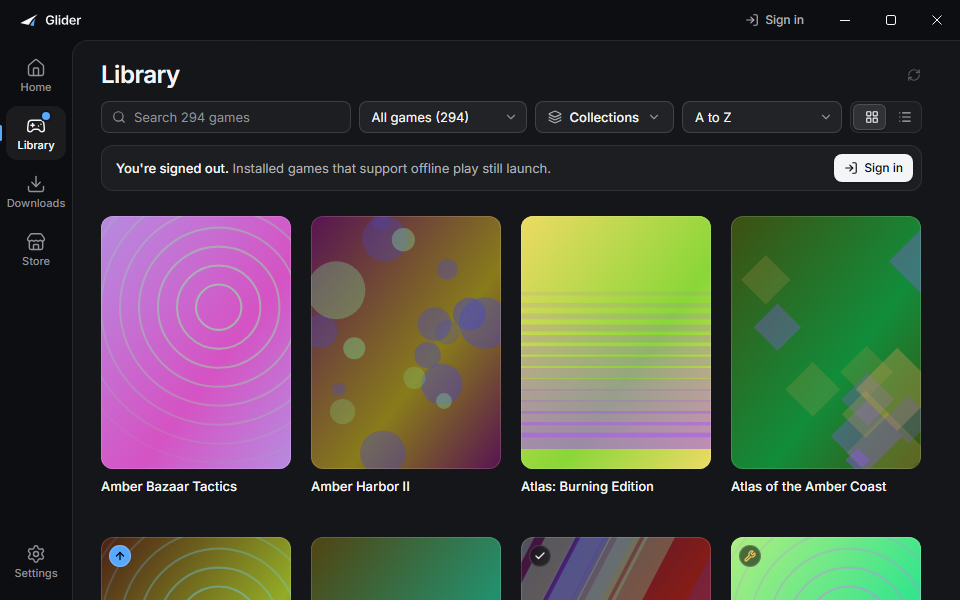 Glider
Sign in
Home
Library
Downloads
Store
Settings
Library
Search 294 games
All games (294)
Collections
A to Z
You're signed out. Installed games that support offline play still launch.
Sign in
Amber Bazaar Tactics
Amber Harbor II
Atlas: Burning Edition
Atlas of the Amber Coast